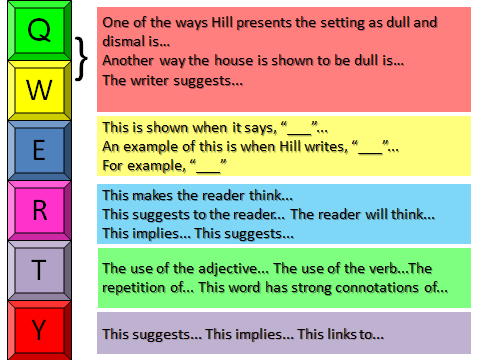 Q
W
}
One of the ways Hill presents the setting as dull and
dismal is...
Another way the house is shown to be dull is...
The writer suggests...
E
This is shown when it says, “___”...
An example of this is when Hill writes, “___”...
For example, “___”
R
This makes the reader think...
This suggests to the reader... The reader will think...
This implies... This suggests...
T
The use of the adjective... The use of the verb...The
repetition of... This word has strong connotations of...
Y
This suggests... This implies... This links to...